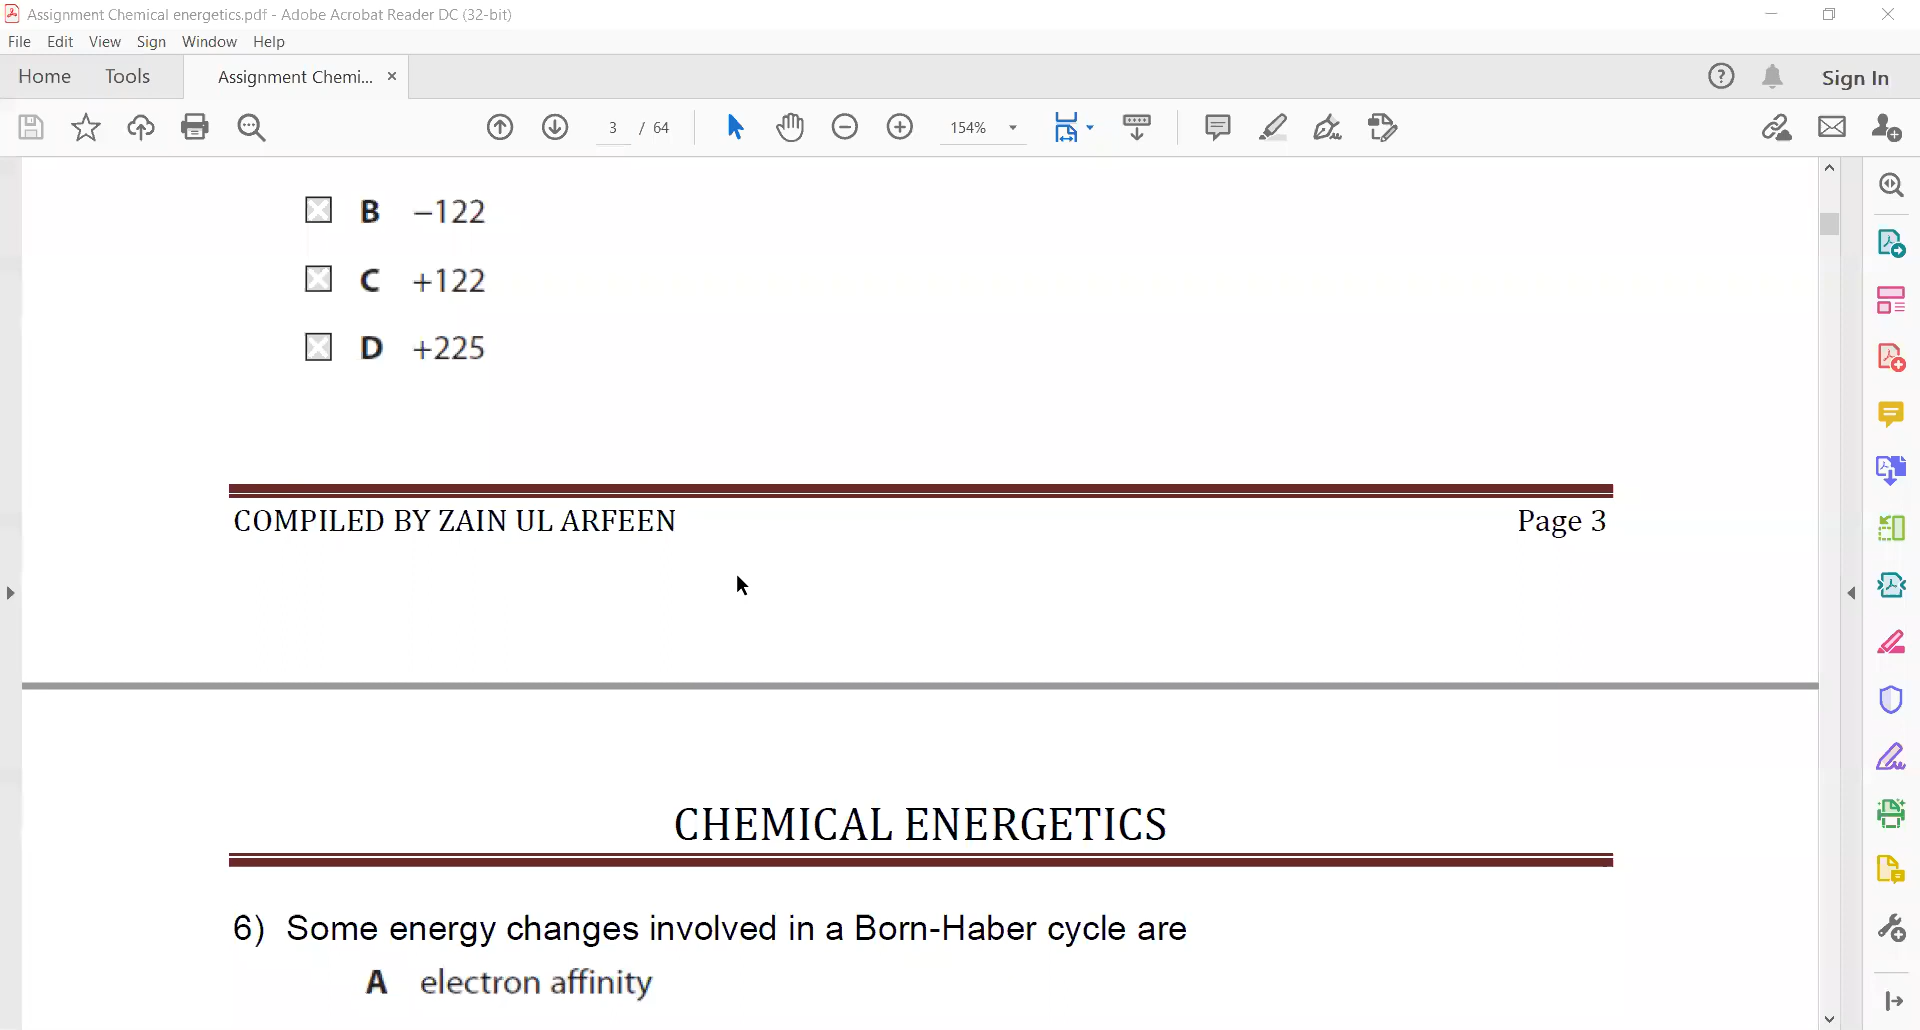 Assignment Chemical energetics.pdf - Adobe Acrobat Reader DC (32-bit)
File Edit View Sign Window Help
Home Tools Assignment Chemi... × Sign In
3 / 64 154%
B −122
C +122
D +225
COMPILED BY ZAIN UL ARFEEN Page 3
CHEMICAL ENERGETICS
6) Some energy changes involved in a Born-Haber cycle are
A electron affinity